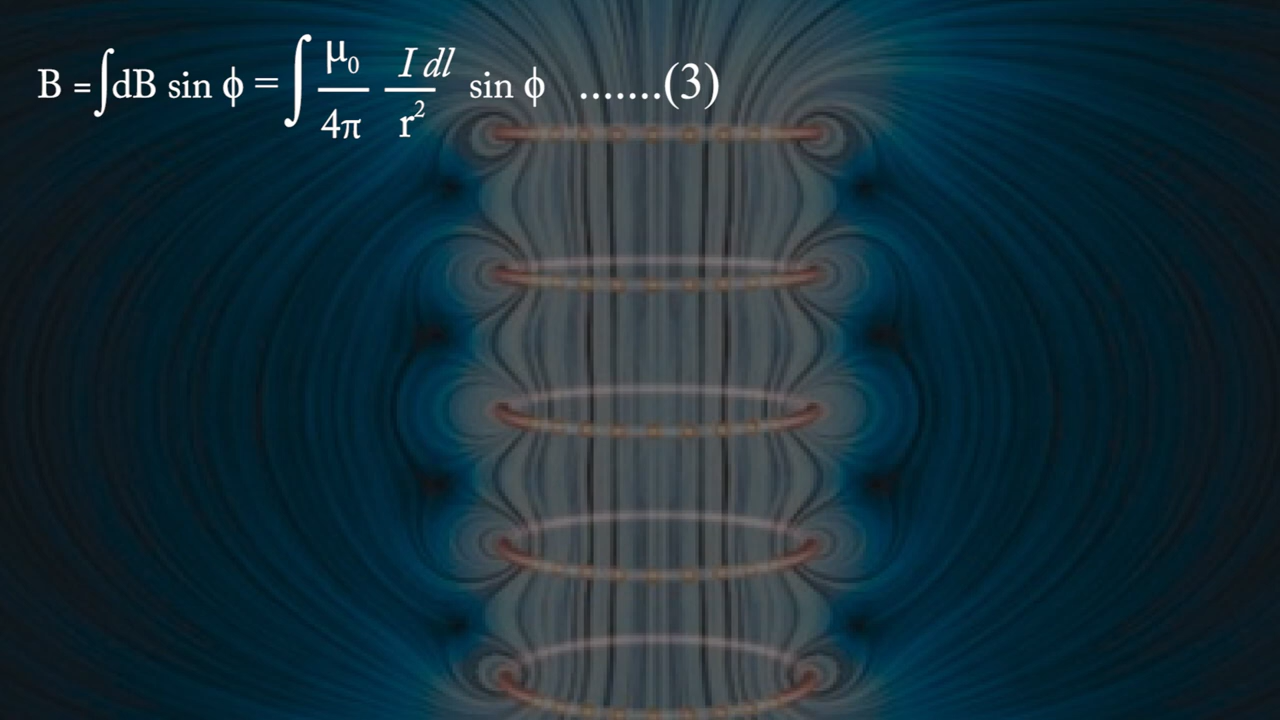 B = ∫dB sin ϕ = ∫ μ₀/4π I dl/r² sin ϕ .......(3)